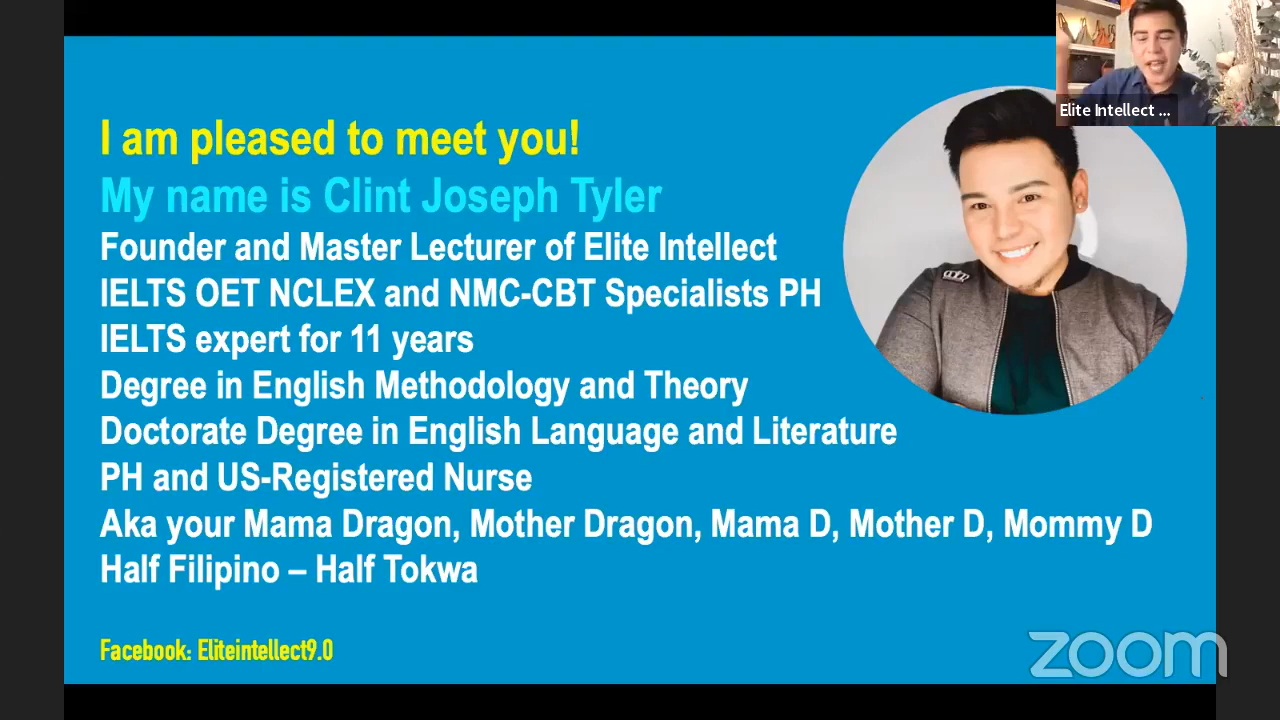 Elite Intellect ...
I am pleased to meet you!
My name is Clint Joseph Tyler
Founder and Master Lecturer of Elite Intellect
IELTS OET NCLEX and NMC-CBT Specialists PH
IELTS expert for 11 years
Degree in English Methodology and Theory
Doctorate Degree in English Language and Literature
PH and US-Registered Nurse
Aka your Mama Dragon, Mother Dragon, Mama D, Mother D, Mommy D
Half Filipino – Half Tokwa
Facebook: Eliteintellect9.0
zoom